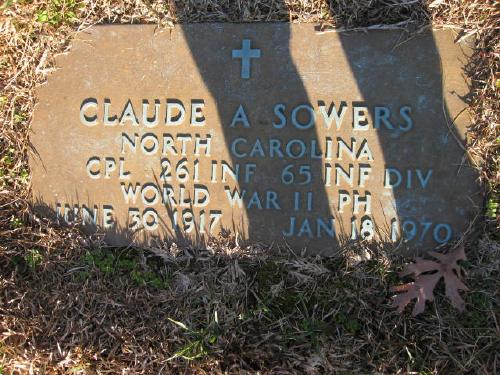 CLAUDE A SOWERS
NORTH CAROLINA
CPL 261 INF 65 INF DIV
WORLD WAR II PH
JUNE 30 1917 JAN 18 1970